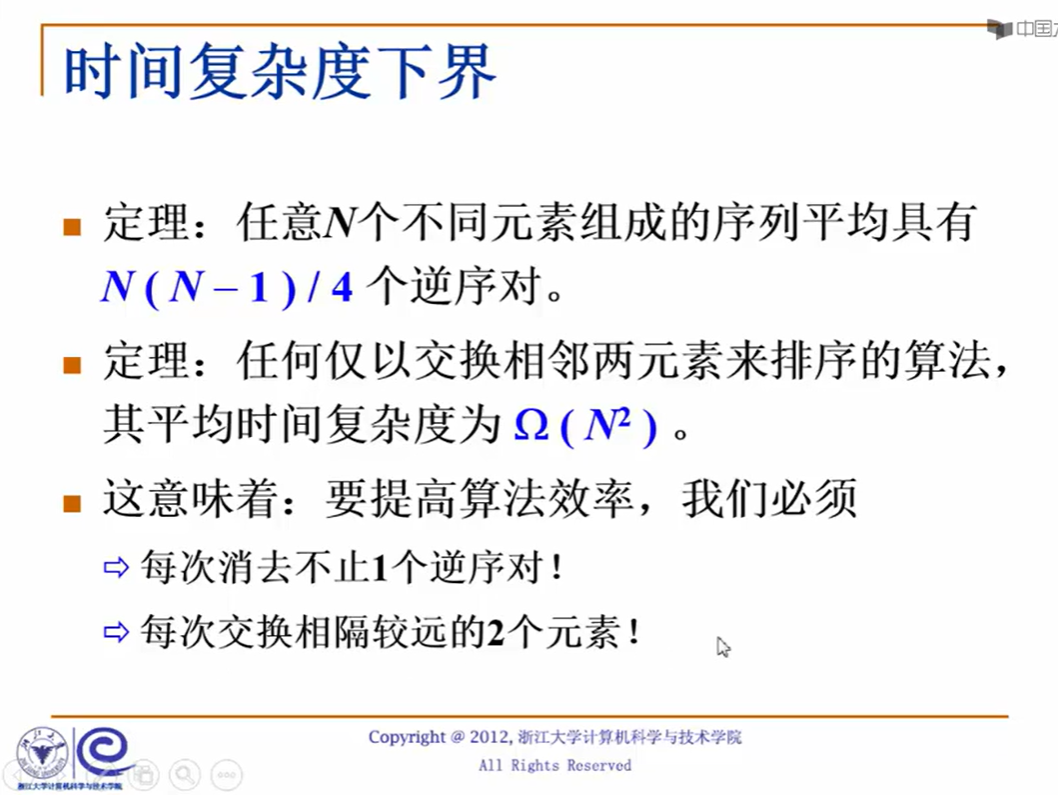 中国
时间复杂度下界
定理：任意N个不同元素组成的序列平均具有
N ( N – 1 ) / 4 个逆序对。
定理：任何仅以交换相邻两元素来排序的算法，
其平均时间复杂度为 Ω ( N² ) 。
这意味着：要提高算法效率，我们必须
⇨ 每次消去不止1个逆序对！
⇨ 每次交换相隔较远的2个元素！
Copyright @ 2012, 浙江大学计算机科学与技术学院
All Rights Reserved
浙江大学计算机科学与技术学院